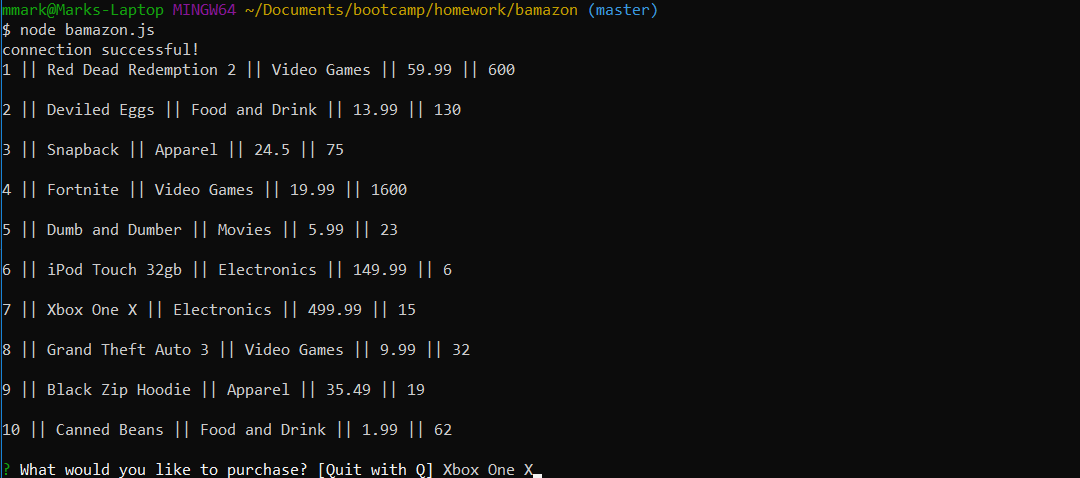 mmark@Marks-Laptop MINGW64 ~/Documents/bootcamp/homework/bamazon (master)
$ node bamazon.js
connection successful!
1 || Red Dead Redemption 2 || Video Games || 59.99 || 600
2 || Deviled Eggs || Food and Drink || 13.99 || 130
3 || Snapback || Apparel || 24.5 || 75
4 || Fortnite || Video Games || 19.99 || 1600
5 || Dumb and Dumber || Movies || 5.99 || 23
6 || iPod Touch 32gb || Electronics || 149.99 || 6
7 || Xbox One X || Electronics || 499.99 || 15
8 || Grand Theft Auto 3 || Video Games || 9.99 || 32
9 || Black Zip Hoodie || Apparel || 35.49 || 19
10 || Canned Beans || Food and Drink || 1.99 || 62
? What would you like to purchase? [Quit with Q] Xbox One X